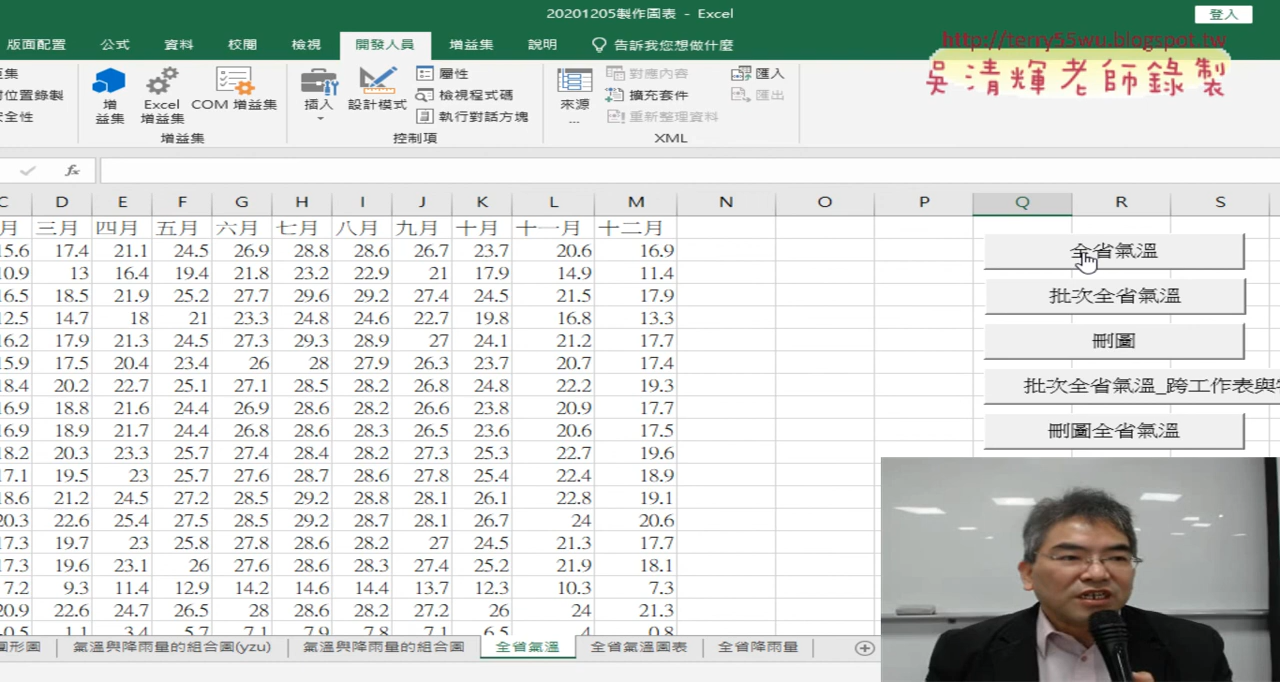 20201205製作圖表 - Excel
登入
版面配置 公式 資料 校閱 檢視 開發人員 增益集 說明 告訴我您想做什麼
http://terry55wu.blogspot.tw
吳清輝老師錄製
增益集
Excel 增益集
COM 增益集
增益集
插入
設計模式
屬性
檢視程式碼
執行對話方塊
控制項
來源...
對應內容
擴充套件
重新整理資料
匯入
匯出
XML
fx
C D E F G H I J K L M N O P Q R S
月 三月 四月 五月 六月 七月 八月 九月 十月 十一月 十二月
15.6 17.4 21.1 24.5 26.9 28.8 28.6 26.7 23.7 20.6 16.9
10.9 13 16.4 19.4 21.8 23.2 22.9 21 17.9 14.9 11.4
16.5 18.5 21.9 25.2 27.7 29.6 29.2 27.4 24.5 21.5 17.9
12.5 14.7 18 21 23.3 24.8 24.6 22.7 19.8 16.8 13.3
16.2 17.9 21.3 24.5 27.3 29.3 28.9 27 24.1 21.2 17.7
15.9 17.5 20.4 23.4 26 28 27.9 26.3 23.7 20.7 17.4
18.4 20.2 22.7 25.1 27.1 28.5 28.2 26.8 24.8 22.2 19.3
16.9 18.8 21.6 24.4 26.9 28.6 28.2 26.6 23.8 20.9 17.7
16.9 18.9 21.7 24.4 26.8 28.6 28.3 26.5 23.6 20.6 17.5
18.2 20.3 23.3 25.7 27.4 28.4 28.2 27.3 25.3 22.7 19.6
17.1 19.5 23 25.7 27.6 28.7 28.6 27.8 25.4 22.4 18.9
18.6 21.2 24.5 27.2 28.5 29.2 28.8 28.1 26.1 22.8 19.1
20.3 22.6 25.4 27.5 28.5 29.2 28.7 28.1 26.7 24 20.6
17.3 19.7 23 25.8 27.8 28.6 28.2 27 24.5 21.3 17.7
17.3 19.6 23.1 26 27.6 28.6 28.3 27.4 25.2 21.9 18.1
7.2 9.3 11.4 12.9 14.2 14.6 14.4 13.7 12.3 10.3 7.3
20.9 22.6 24.7 26.5 28 28.6 28.2 27.2 26 24 21.3
-0.5 1.1 3.4 5.7 7.1 7.9 7.8 7.1 6.5 4 0.8
全省氣溫
批次全省氣溫
刪圖
批次全省氣溫_跨工作表與
刪圖全省氣溫
圓形圖 氣溫與降雨量的組合圖(yzu) 氣溫與降雨量的組合圖 全省氣溫 全省氣溫圖表 全省降雨量